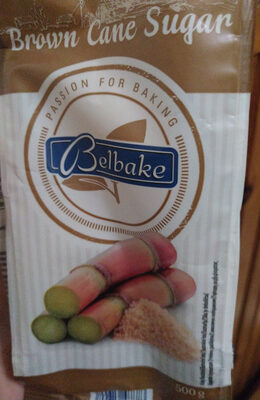 Brown Cane Sugar
PASSION FOR BAKING
Belbake
500 g